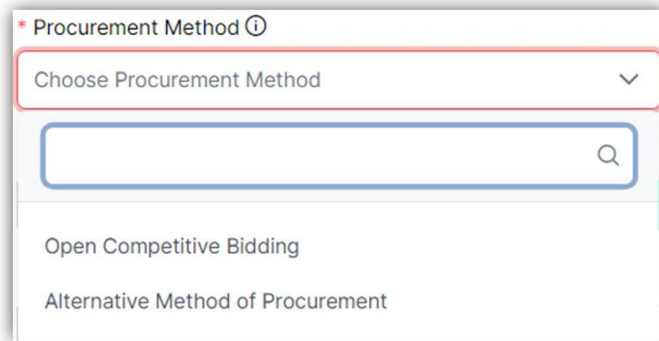 * Procurement Method
Choose Procurement Method
Open Competitive Bidding
Alternative Method of Procurement